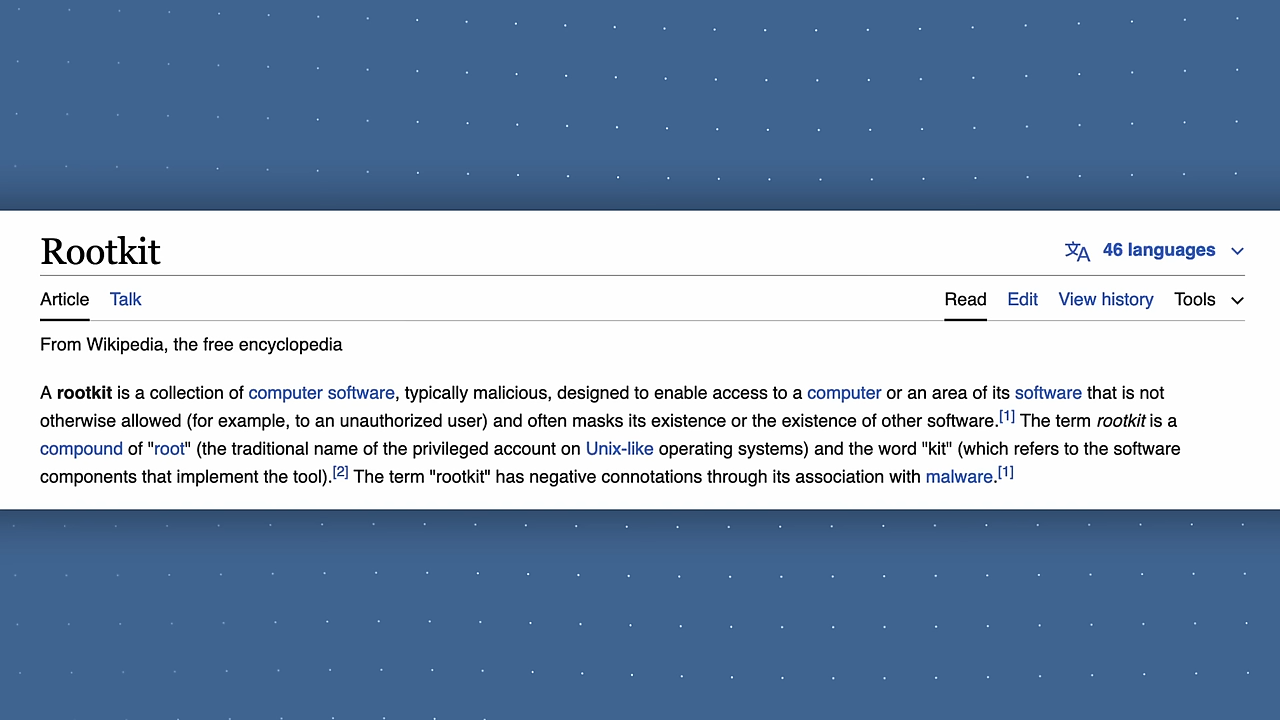 Rootkit
46 languages
Article Talk
Read Edit View history Tools
From Wikipedia, the free encyclopedia
A rootkit is a collection of computer software, typically malicious, designed to enable access to a computer or an area of its software that is not
otherwise allowed (for example, to an unauthorized user) and often masks its existence or the existence of other software.[1] The term rootkit is a
compound of "root" (the traditional name of the privileged account on Unix-like operating systems) and the word "kit" (which refers to the software
components that implement the tool).[2] The term "rootkit" has negative connotations through its association with malware.[1]